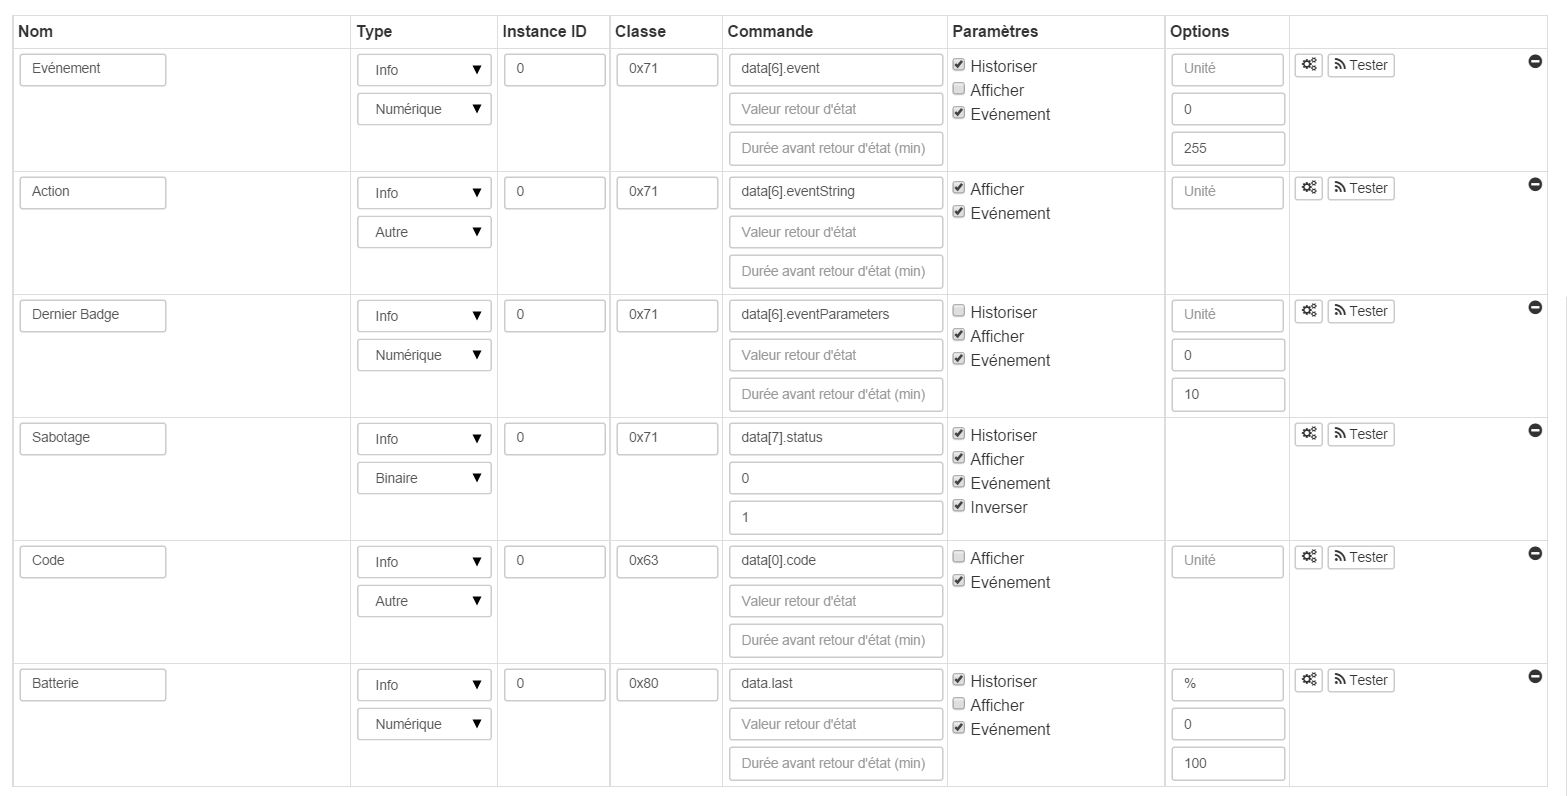 Nom Type Instance ID Classe Commande Paramètres Options
Evénement Info 0 0x71 data[6].event Historiser Unité Tester
Afficher
Numérique Valeur retour d'état 0
Evénement
Durée avant retour d'état (min) 255
Action Info 0 0x71 data[6].eventString Afficher Unité Tester
Evénement
Autre Valeur retour d'état
Durée avant retour d'état (min)
Dernier Badge Info 0 0x71 data[6].eventParameters Historiser Unité Tester
Afficher
Numérique Valeur retour d'état 0
Evénement
Durée avant retour d'état (min) 10
Sabotage Info 0 0x71 data[7].status Historiser Tester
Afficher
Binaire 0 Evénement
Inverser
1
Code Info 0 0x63 data[0].code Afficher Unité Tester
Evénement
Autre Valeur retour d'état
Durée avant retour d'état (min)
Batterie Info 0 0x80 data.last Historiser % Tester
Afficher
Numérique Valeur retour d'état 0
Evénement
Durée avant retour d'état (min) 100